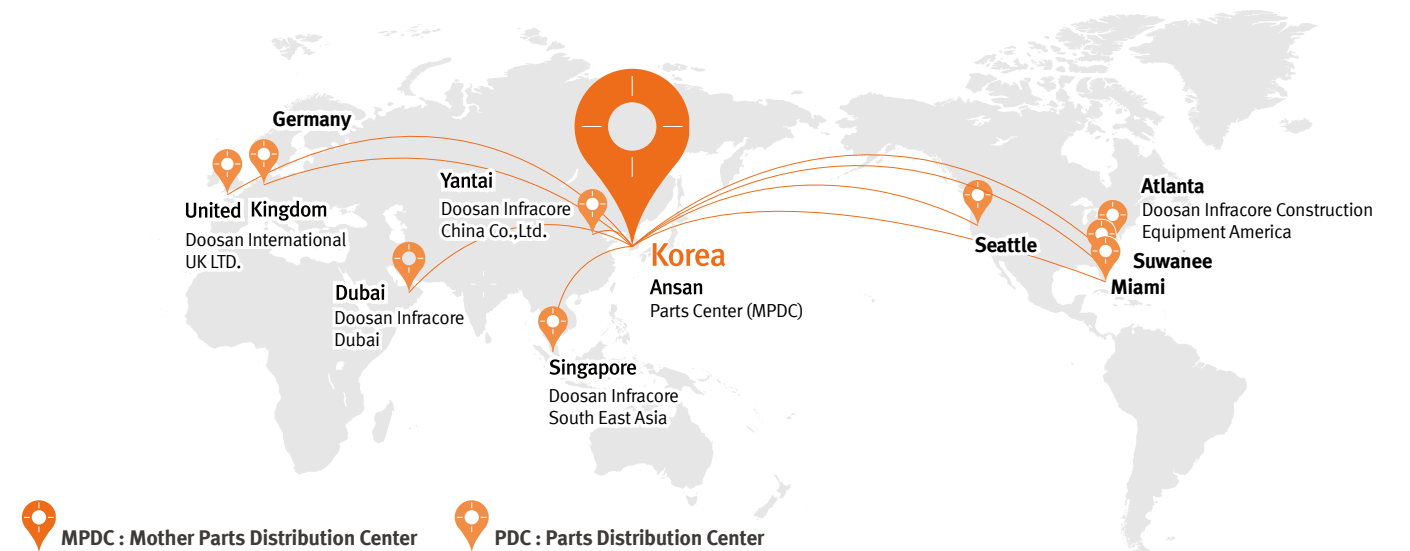 Germany
United Kingdom
Doosan International
UK LTD.
Dubai
Doosan Infracore
Dubai
Yantai
Doosan Infracore
China Co.,Ltd.
Korea
Ansan
Parts Center (MPDC)
Singapore
Doosan Infracore
South East Asia
Seattle
Atlanta
Doosan Infracore Construction
Equipment America
Suwanee
Miami
MPDC : Mother Parts Distribution Center
PDC : Parts Distribution Center